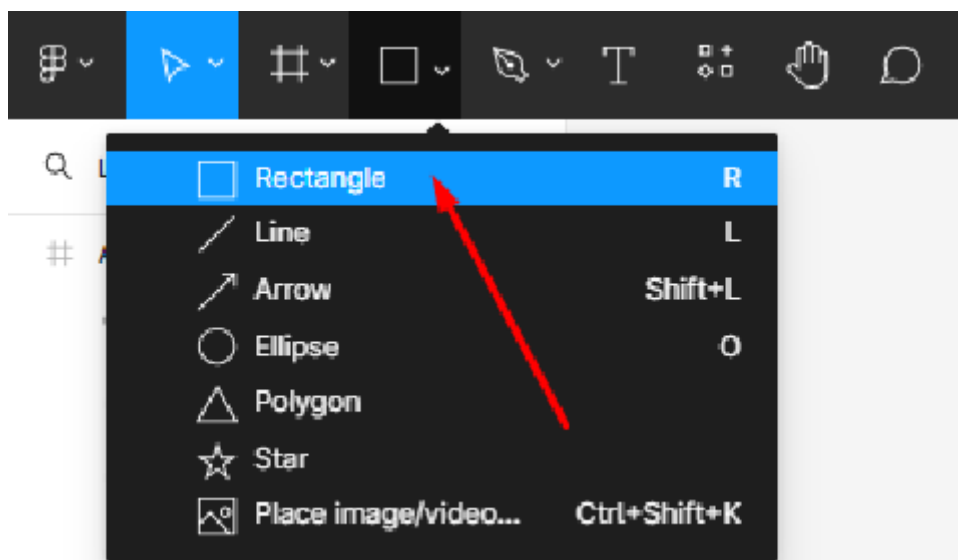 Rectangle R
Line L
Arrow Shift+L
Ellipse O
Polygon
Star
Place image/video... Ctrl+Shift+K